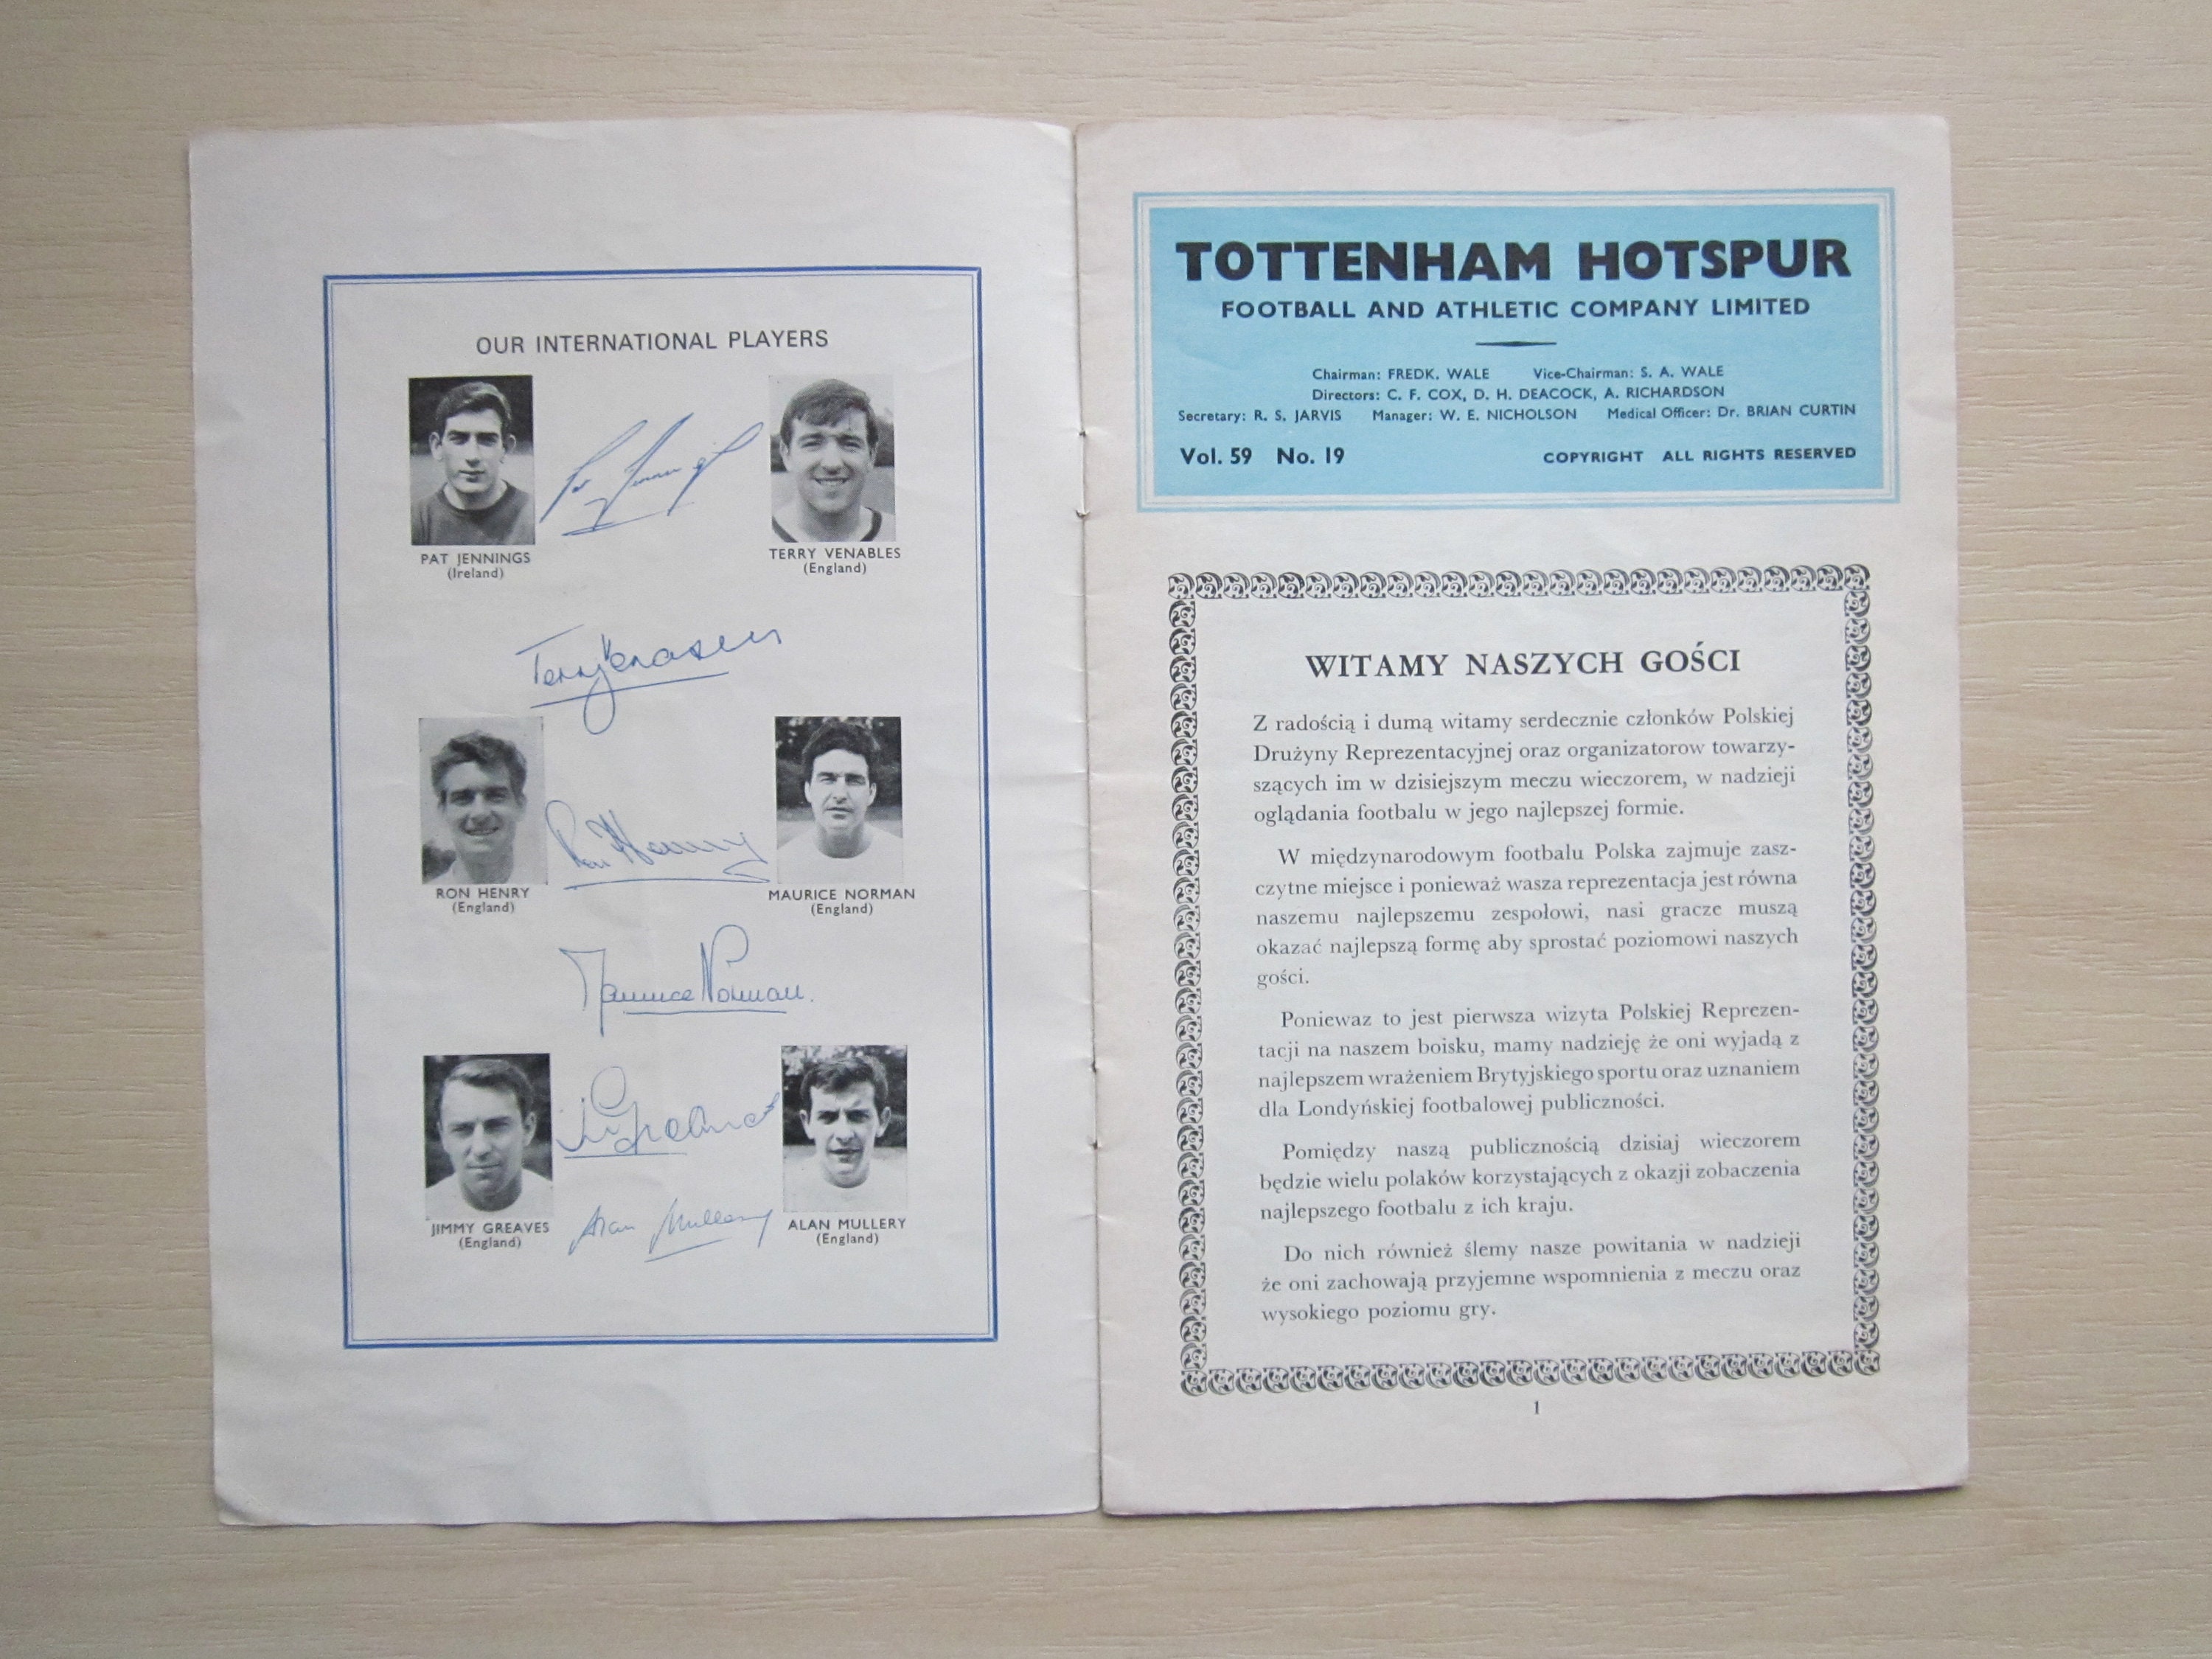 OUR INTERNATIONAL PLAYERS
Pat Jennings
PAT JENNINGS
(Ireland)
TERRY VENABLES
(England)
Terry Venables
Ron Henry
RON HENRY
(England)
MAURICE NORMAN
(England)
Maurice Norman.
Jim Greaves
JIMMY GREAVES
(England)
Alan Mullery
ALAN MULLERY
(England)
TOTTENHAM HOTSPUR
FOOTBALL AND ATHLETIC COMPANY LIMITED
Chairman: FREDK. WALE Vice-Chairman: S. A. WALE
Directors: C. F. COX, D. H. DEACOCK, A. RICHARDSON
Secretary: R. S. JARVIS Manager: W. E. NICHOLSON Medical Officer: Dr. BRIAN CURTIN
Vol. 59 No. 19 COPYRIGHT ALL RIGHTS RESERVED
WITAMY NASZYCH GOŚCI
Z radością i dumą witamy serdecznie członków Polskiej
Drużyny Reprezentacyjnej oraz organizatorow towarzy-
szących im w dzisiejszym meczu wieczorem, w nadzieji
oglądania footbalu w jego najlepszej formie.
W międzynarodowym footbalu Polska zajmuje zasz-
czytne miejsce i ponieważ wasza reprezentacja jest równa
naszemu najlepszemu zespołowi, nasi gracze muszą
okazać najlepszą formę aby sprostać poziomowi naszych
gości.
Poniewaz to jest pierwsza wizyta Polskiej Reprezen-
tacji na naszem boisku, mamy nadzieję że oni wyjadą z
najlepszem wrażeniem Brytyjskiego sportu oraz uznaniem
dla Londyńskiej footbalowej publiczności.
Pomiędzy naszą publicznością dzisiaj wieczorem
będzie wielu polaków korzystających z okazji zobaczenia
najlepszego footbalu z ich kraju.
Do nich również ślemy nasze powitania w nadzieji
że oni zachowają przyjemne wspomnienia z meczu oraz
wysokiego poziomu gry.
1